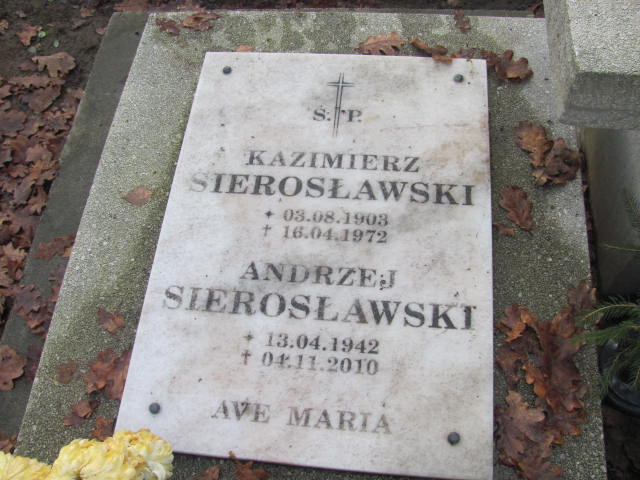 Ś. P.
KAZIMIERZ
SIEROSŁAWSKI
✦ 03.08.1903
† 16.04.1972
ANDRZEJ
SIEROSŁAWSKI
✦ 13.04.1942
† 04.11.2010
AVE MARIA